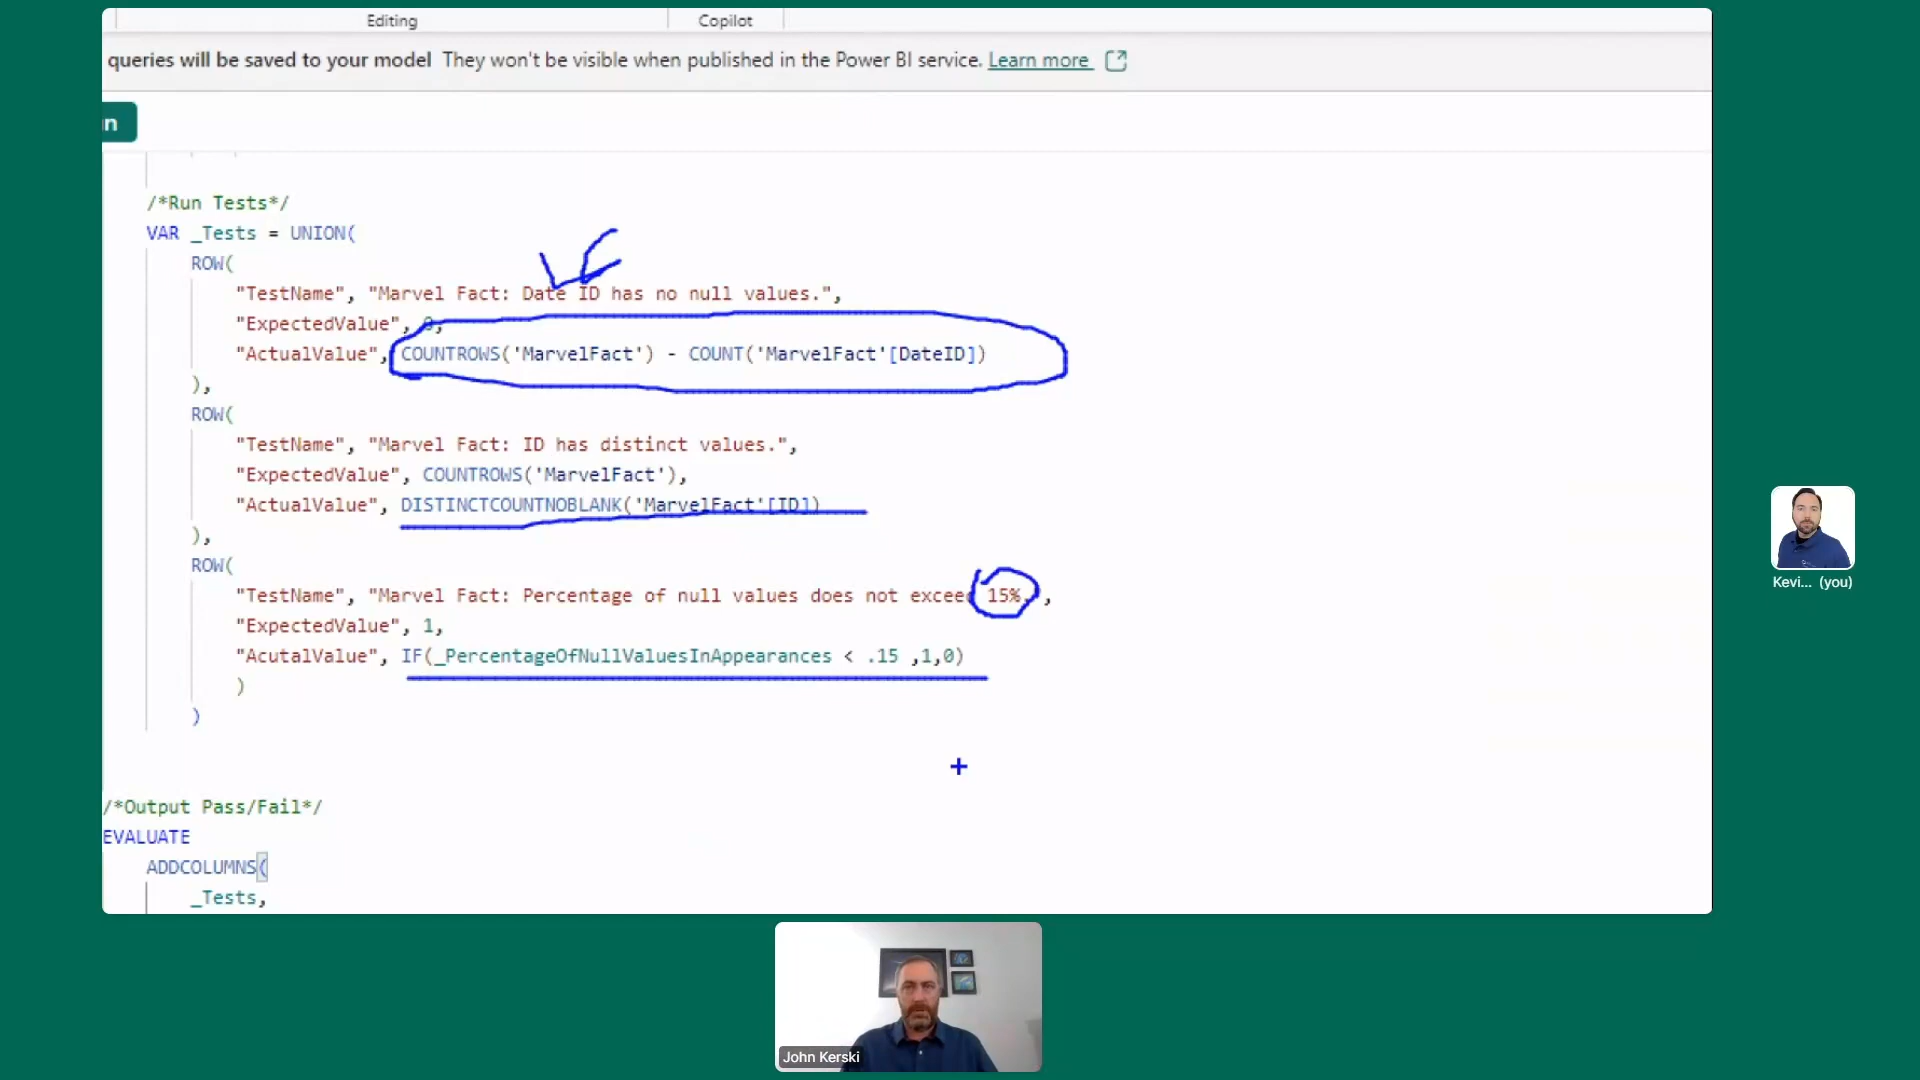 Editing Copilot
queries will be saved to your model They won't be visible when published in the Power BI service. Learn more
n
/*Run Tests*/
VAR _Tests = UNION(
ROW(
"TestName", "Marvel Fact: Date ID has no null values.",
"ExpectedValue", 0,
"ActualValue", COUNTROWS('MarvelFact') - COUNT('MarvelFact'[DateID])
),
ROW(
"TestName", "Marvel Fact: ID has distinct values.",
"ExpectedValue", COUNTROWS('MarvelFact'),
"ActualValue", DISTINCTCOUNTNOBLANK('MarvelFact'[ID])
),
ROW(
"TestName", "Marvel Fact: Percentage of null values does not exceed 15%.",
"ExpectedValue", 1,
"AcutalValue", IF(_PercentageOfNullValuesInAppearances < .15 ,1,0)
)
)
/*Output Pass/Fail*/
EVALUATE
ADDCOLUMNS(
_Tests,
Kevi... (you)
John Kerski